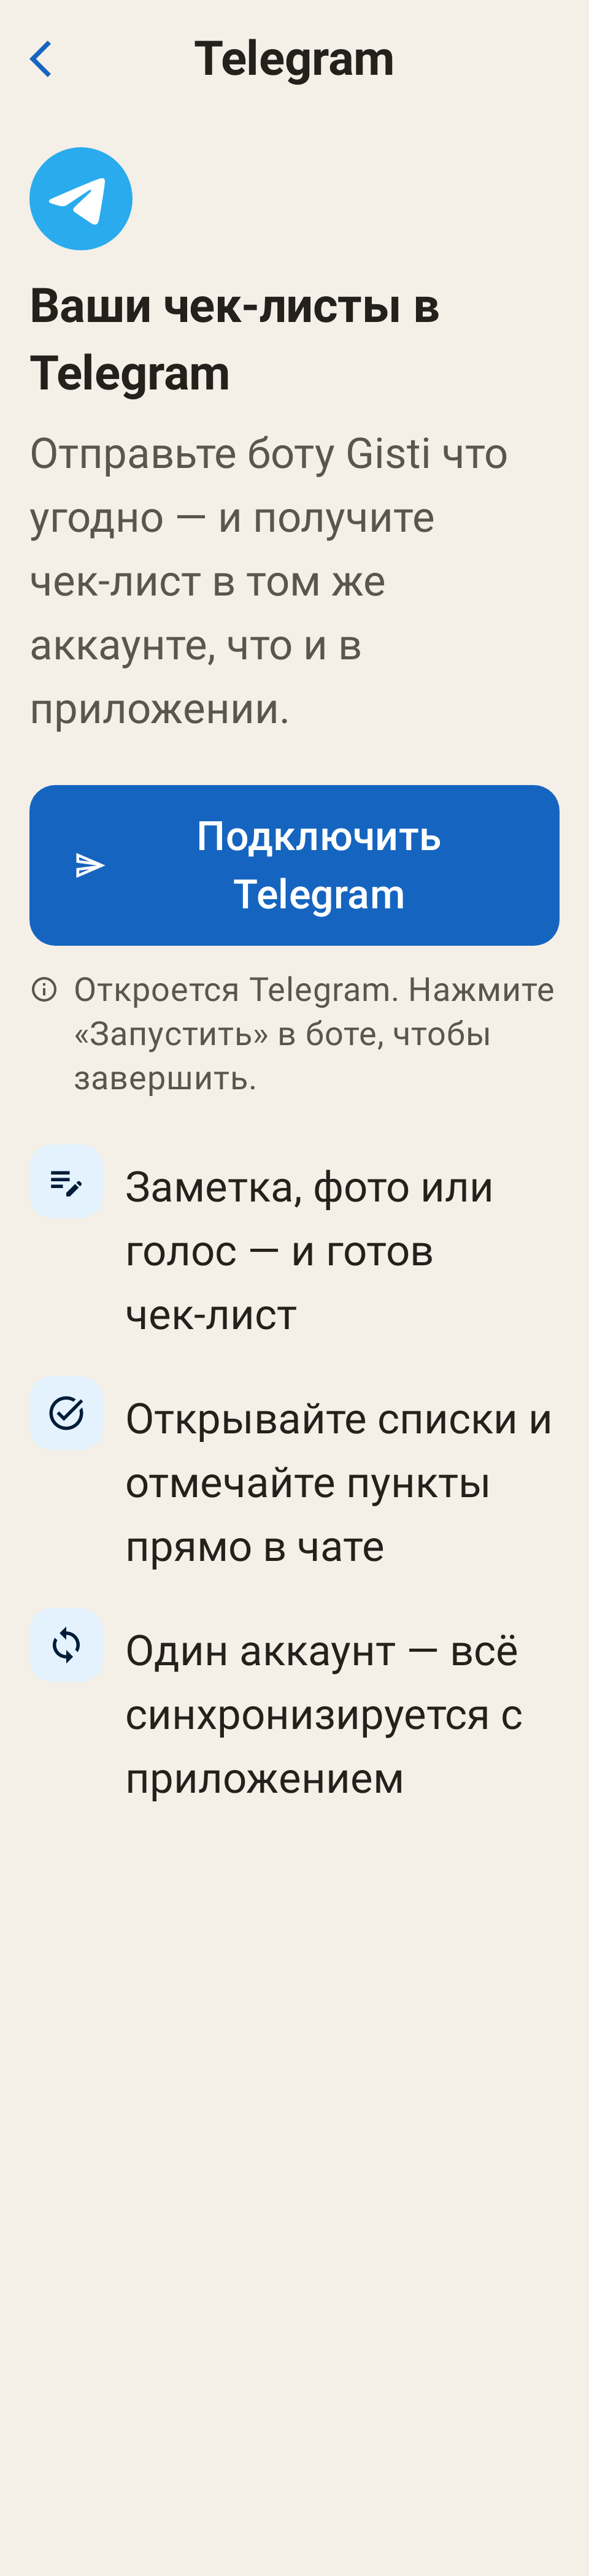 Telegram
Ваши чек-листы в
Telegram
Отправьте боту Gisti что
угодно — и получите
чек-лист в том же
аккаунте, что и в
приложении.
Подключить
Telegram
Откроется Telegram. Нажмите
«Запустить» в боте, чтобы
завершить.
Заметка, фото или
голос — и готов
чек-лист
Открывайте списки и
отмечайте пункты
прямо в чате
Один аккаунт — всё
синхронизируется с
приложением